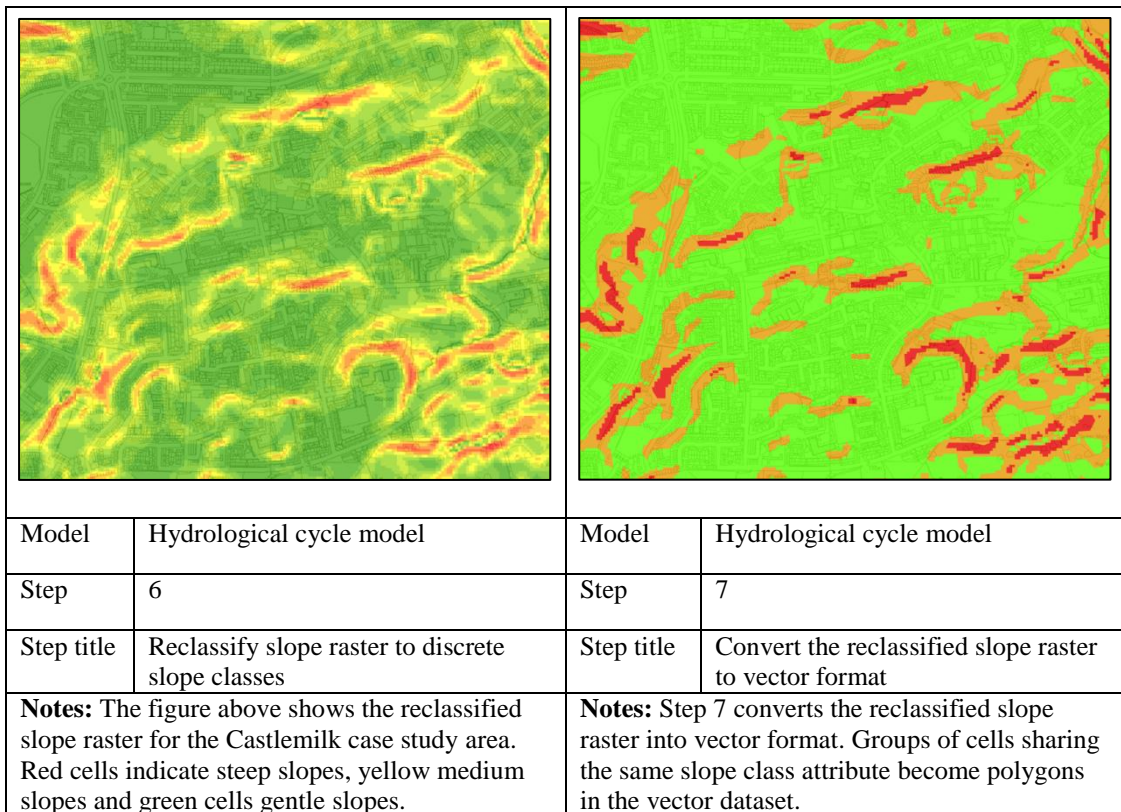 Model
Hydrological cycle model
Step
6
Step title
Reclassify slope raster to discrete
slope classes
Notes: The figure above shows the reclassified
slope raster for the Castlemilk case study area.
Red cells indicate steep slopes, yellow medium
slopes and green cells gentle slopes.
Model
Hydrological cycle model
Step
7
Step title
Convert the reclassified slope raster
to vector format
Notes: Step 7 converts the reclassified slope
raster into vector format. Groups of cells sharing
the same slope class attribute become polygons
in the vector dataset.